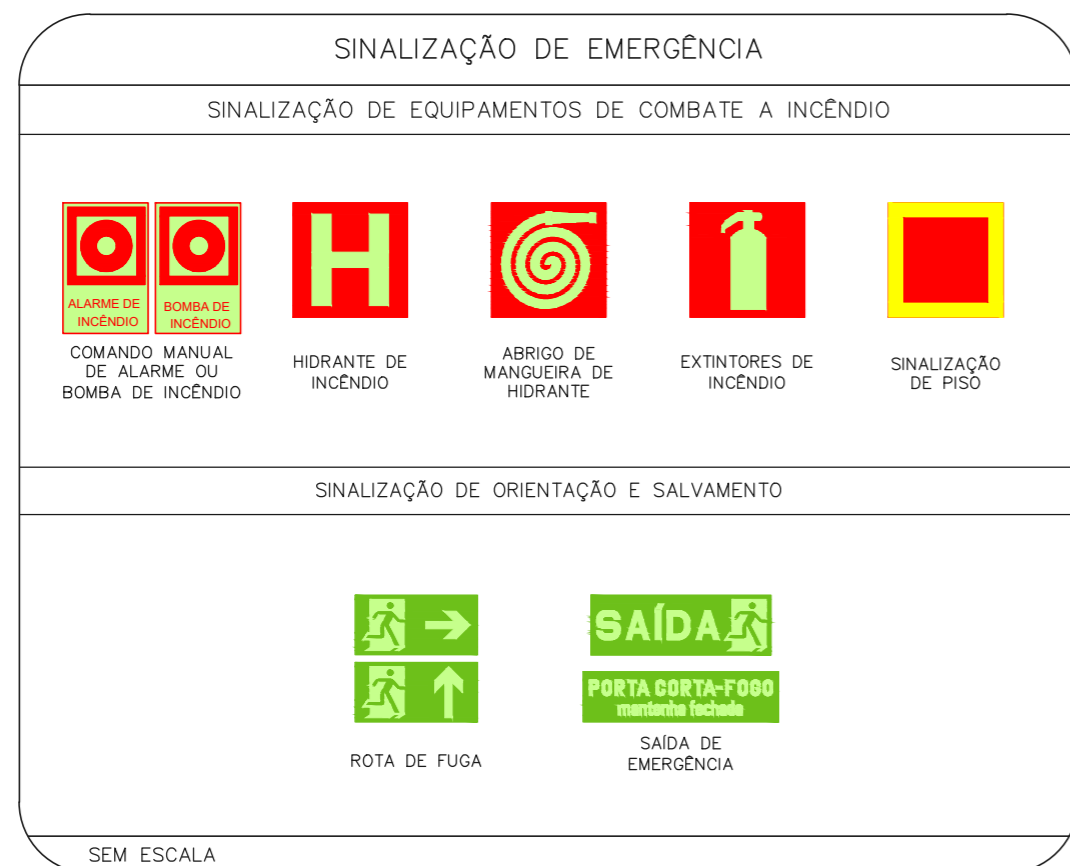 SINALIZAÇÃO DE EMERGÊNCIA
SINALIZAÇÃO DE EQUIPAMENTOS DE COMBATE A INCÊNDIO
ALARME DE
INCÊNDIO
BOMBA DE
INCÊNDIO
H
COMANDO MANUAL
DE ALARME OU
BOMBA DE INCÊNDIO
HIDRANTE DE
INCÊNDIO
ABRIGO DE
MANGUEIRA DE
HIDRANTE
EXTINTORES DE
INCÊNDIO
SINALIZAÇÃO
DE PISO
SINALIZAÇÃO DE ORIENTAÇÃO E SALVAMENTO
SAÍDA
PORTA CORTA-FOGO
mantenha fechada
ROTA DE FUGA
SAÍDA DE
EMERGÊNCIA
SEM ESCALA